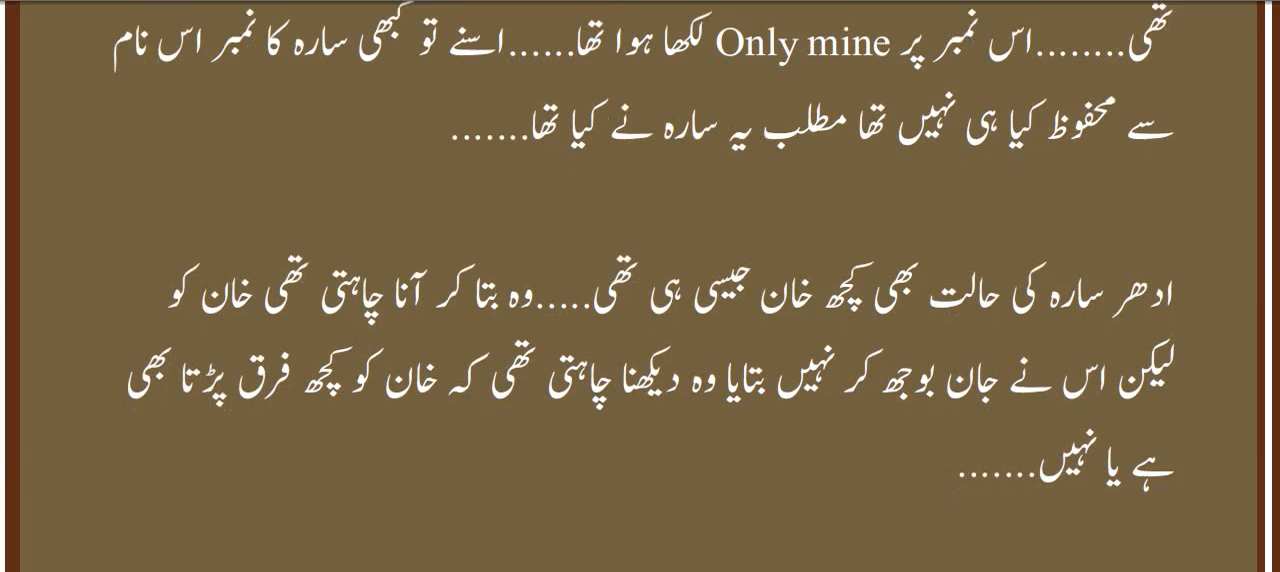 تھی........اس نمبر پر Only mine لکھا ہوا تھا......اسنے تو کبھی سارہ کا نمبر اس نام
سے محفوظ کیا ہی نہیں تھا مطلب یہ سارہ نے کیا تھا.......
ادھر سارہ کی حالت بھی کچھ خان جیسی ہی تھی.....وہ بتا کر آنا چاہتی تھی خان کو
لیکن اس نے جان بوجھ کر نہیں بتایا وہ دیکھنا چاہتی تھی کہ خان کو کچھ فرق پڑتا بھی
ہے یا نہیں.......